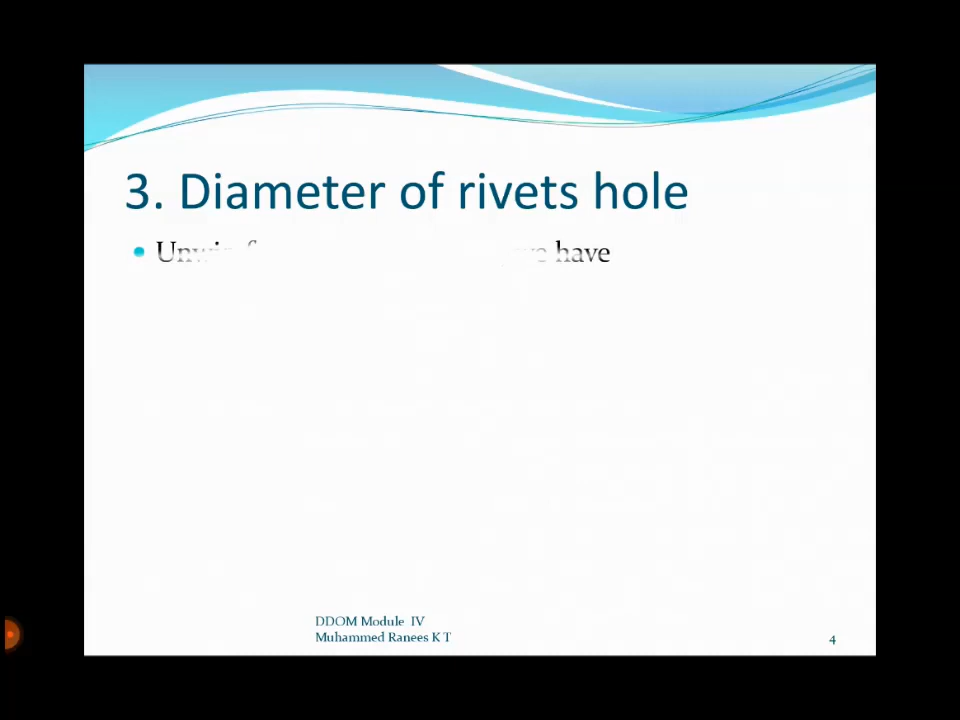 3. Diameter of rivets hole
have
DDOM Module IV
Muhammed Ranees K T
4